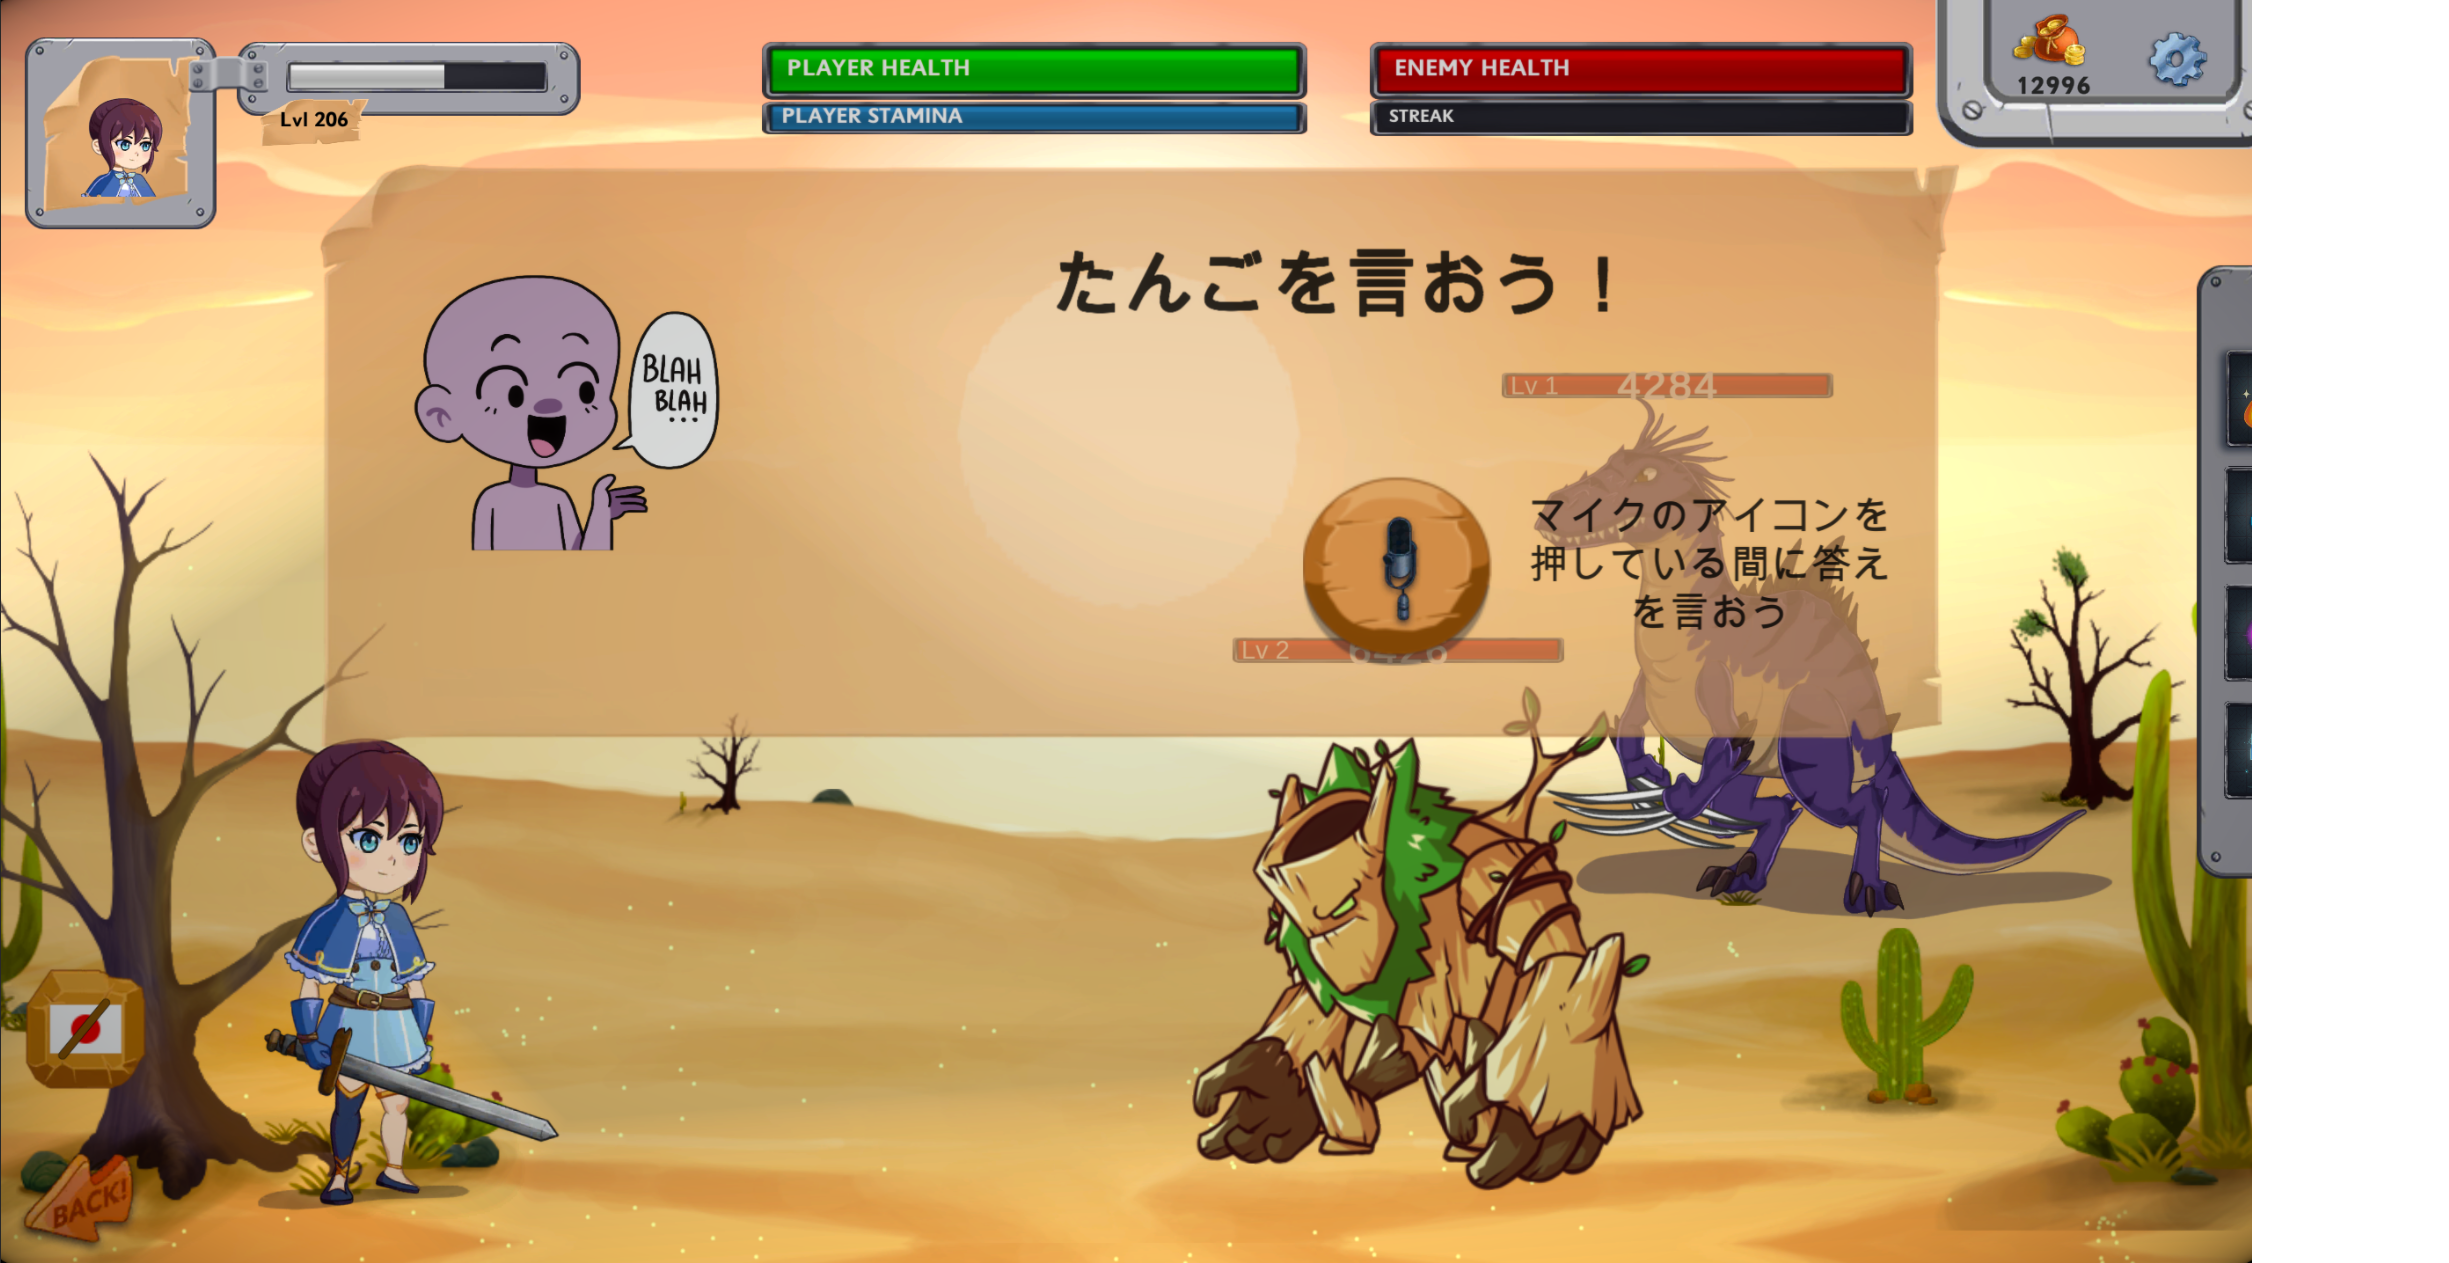 PLAYER HEALTH
ENEMY HEALTH
PLAYER STAMINA
STREAK
12996
Lvl 206
たんごを言おう！
BLAH
BLAH
...
Lv 1 4284
マイクのアイコンを
押している間に答え
を言おう
Lv 2
BACK!